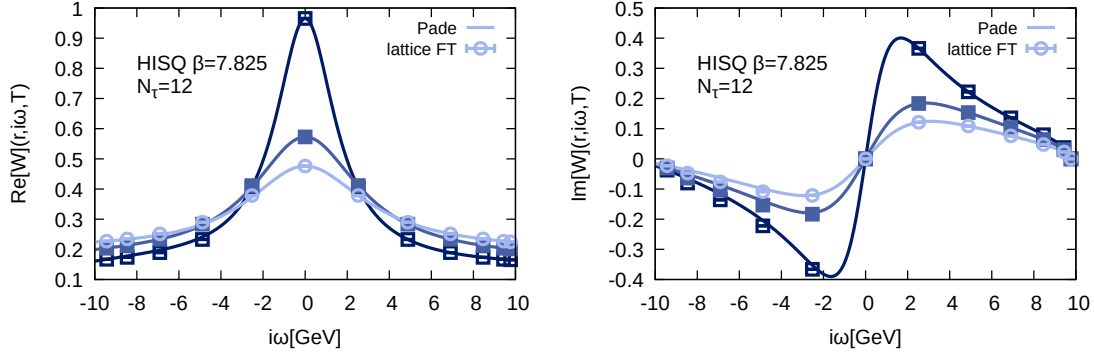 Re[W](r,iω,T)
1
0.9
0.8
0.7
0.6
0.5
0.4
0.3
0.2
0.1
Pade
lattice FT
HISQ β=7.825
Nτ=12
-10 -8 -6 -4 -2 0 2 4 6 8 10
iω[GeV]
Im[W](r,iω,T)
0.5
0.4
0.3
0.2
0.1
0
-0.1
-0.2
-0.3
-0.4
Pade
lattice FT
HISQ β=7.825
Nτ=12
-10 -8 -6 -4 -2 0 2 4 6 8 10
iω[GeV]